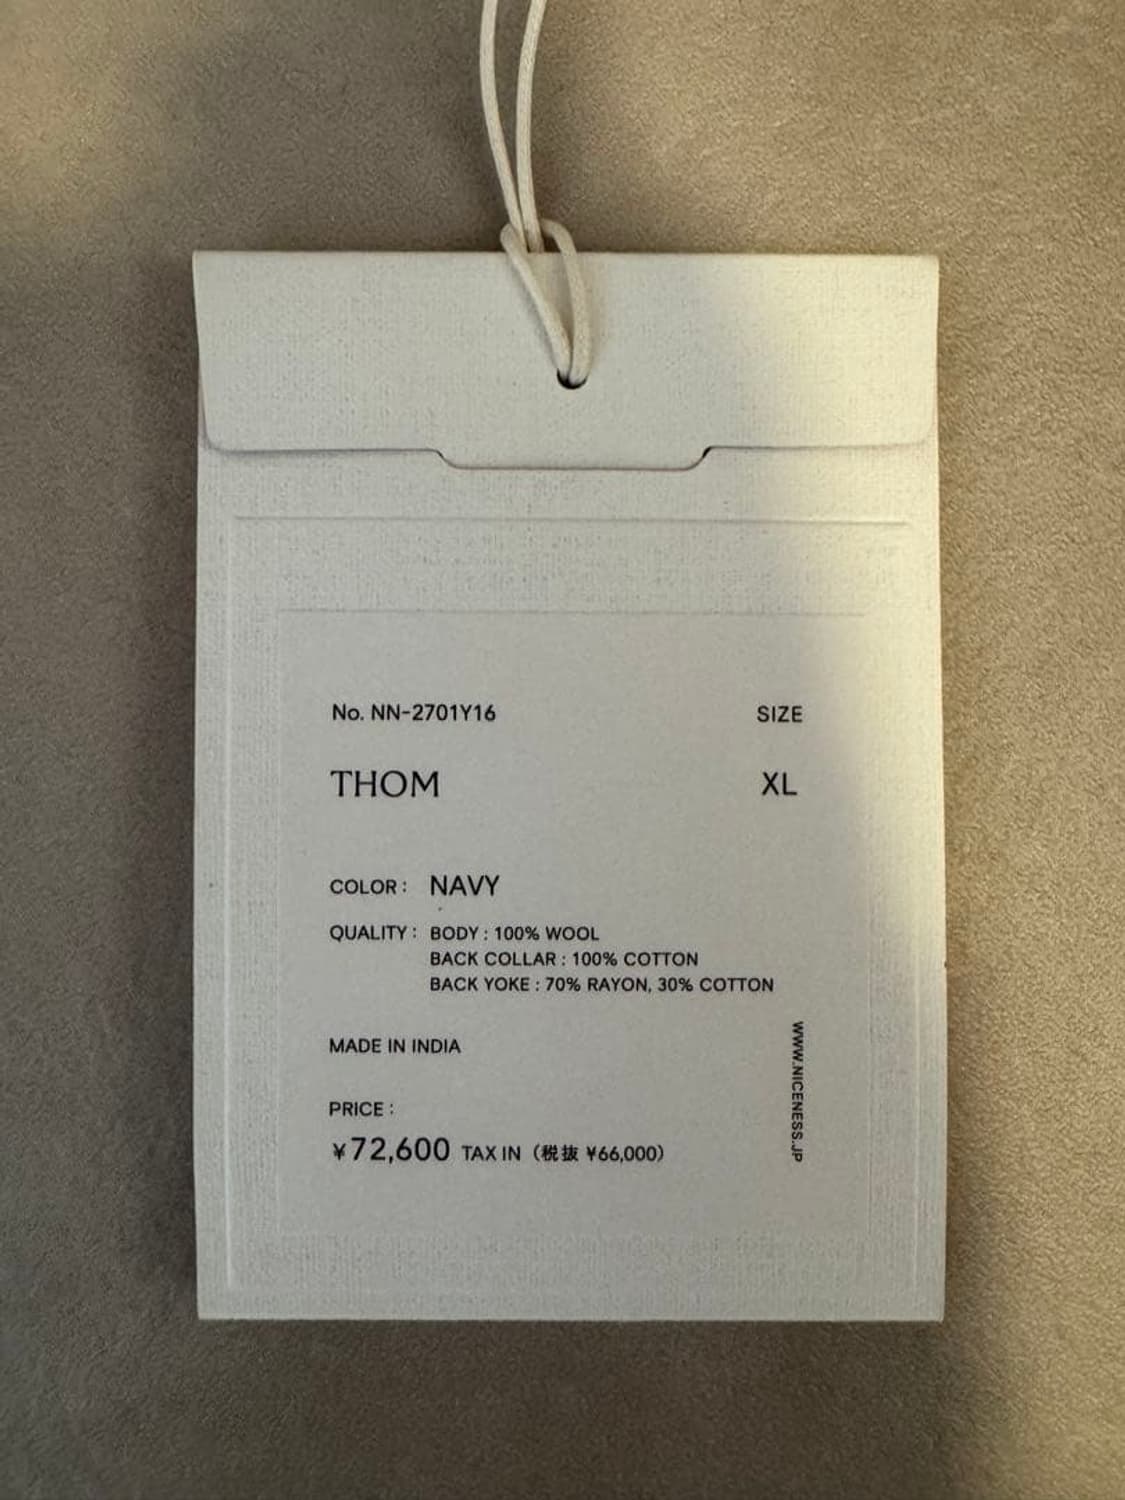 No. NN-2701Y16
SIZE
THOM
XL
COLOR : NAVY
QUALITY : BODY : 100% WOOL
BACK COLLAR : 100% COTTON
BACK YOKE : 70% RAYON, 30% COTTON
MADE IN INDIA
WWW.NICENESS.JP
PRICE :
¥72,600 TAX IN（税抜 ¥66,000）